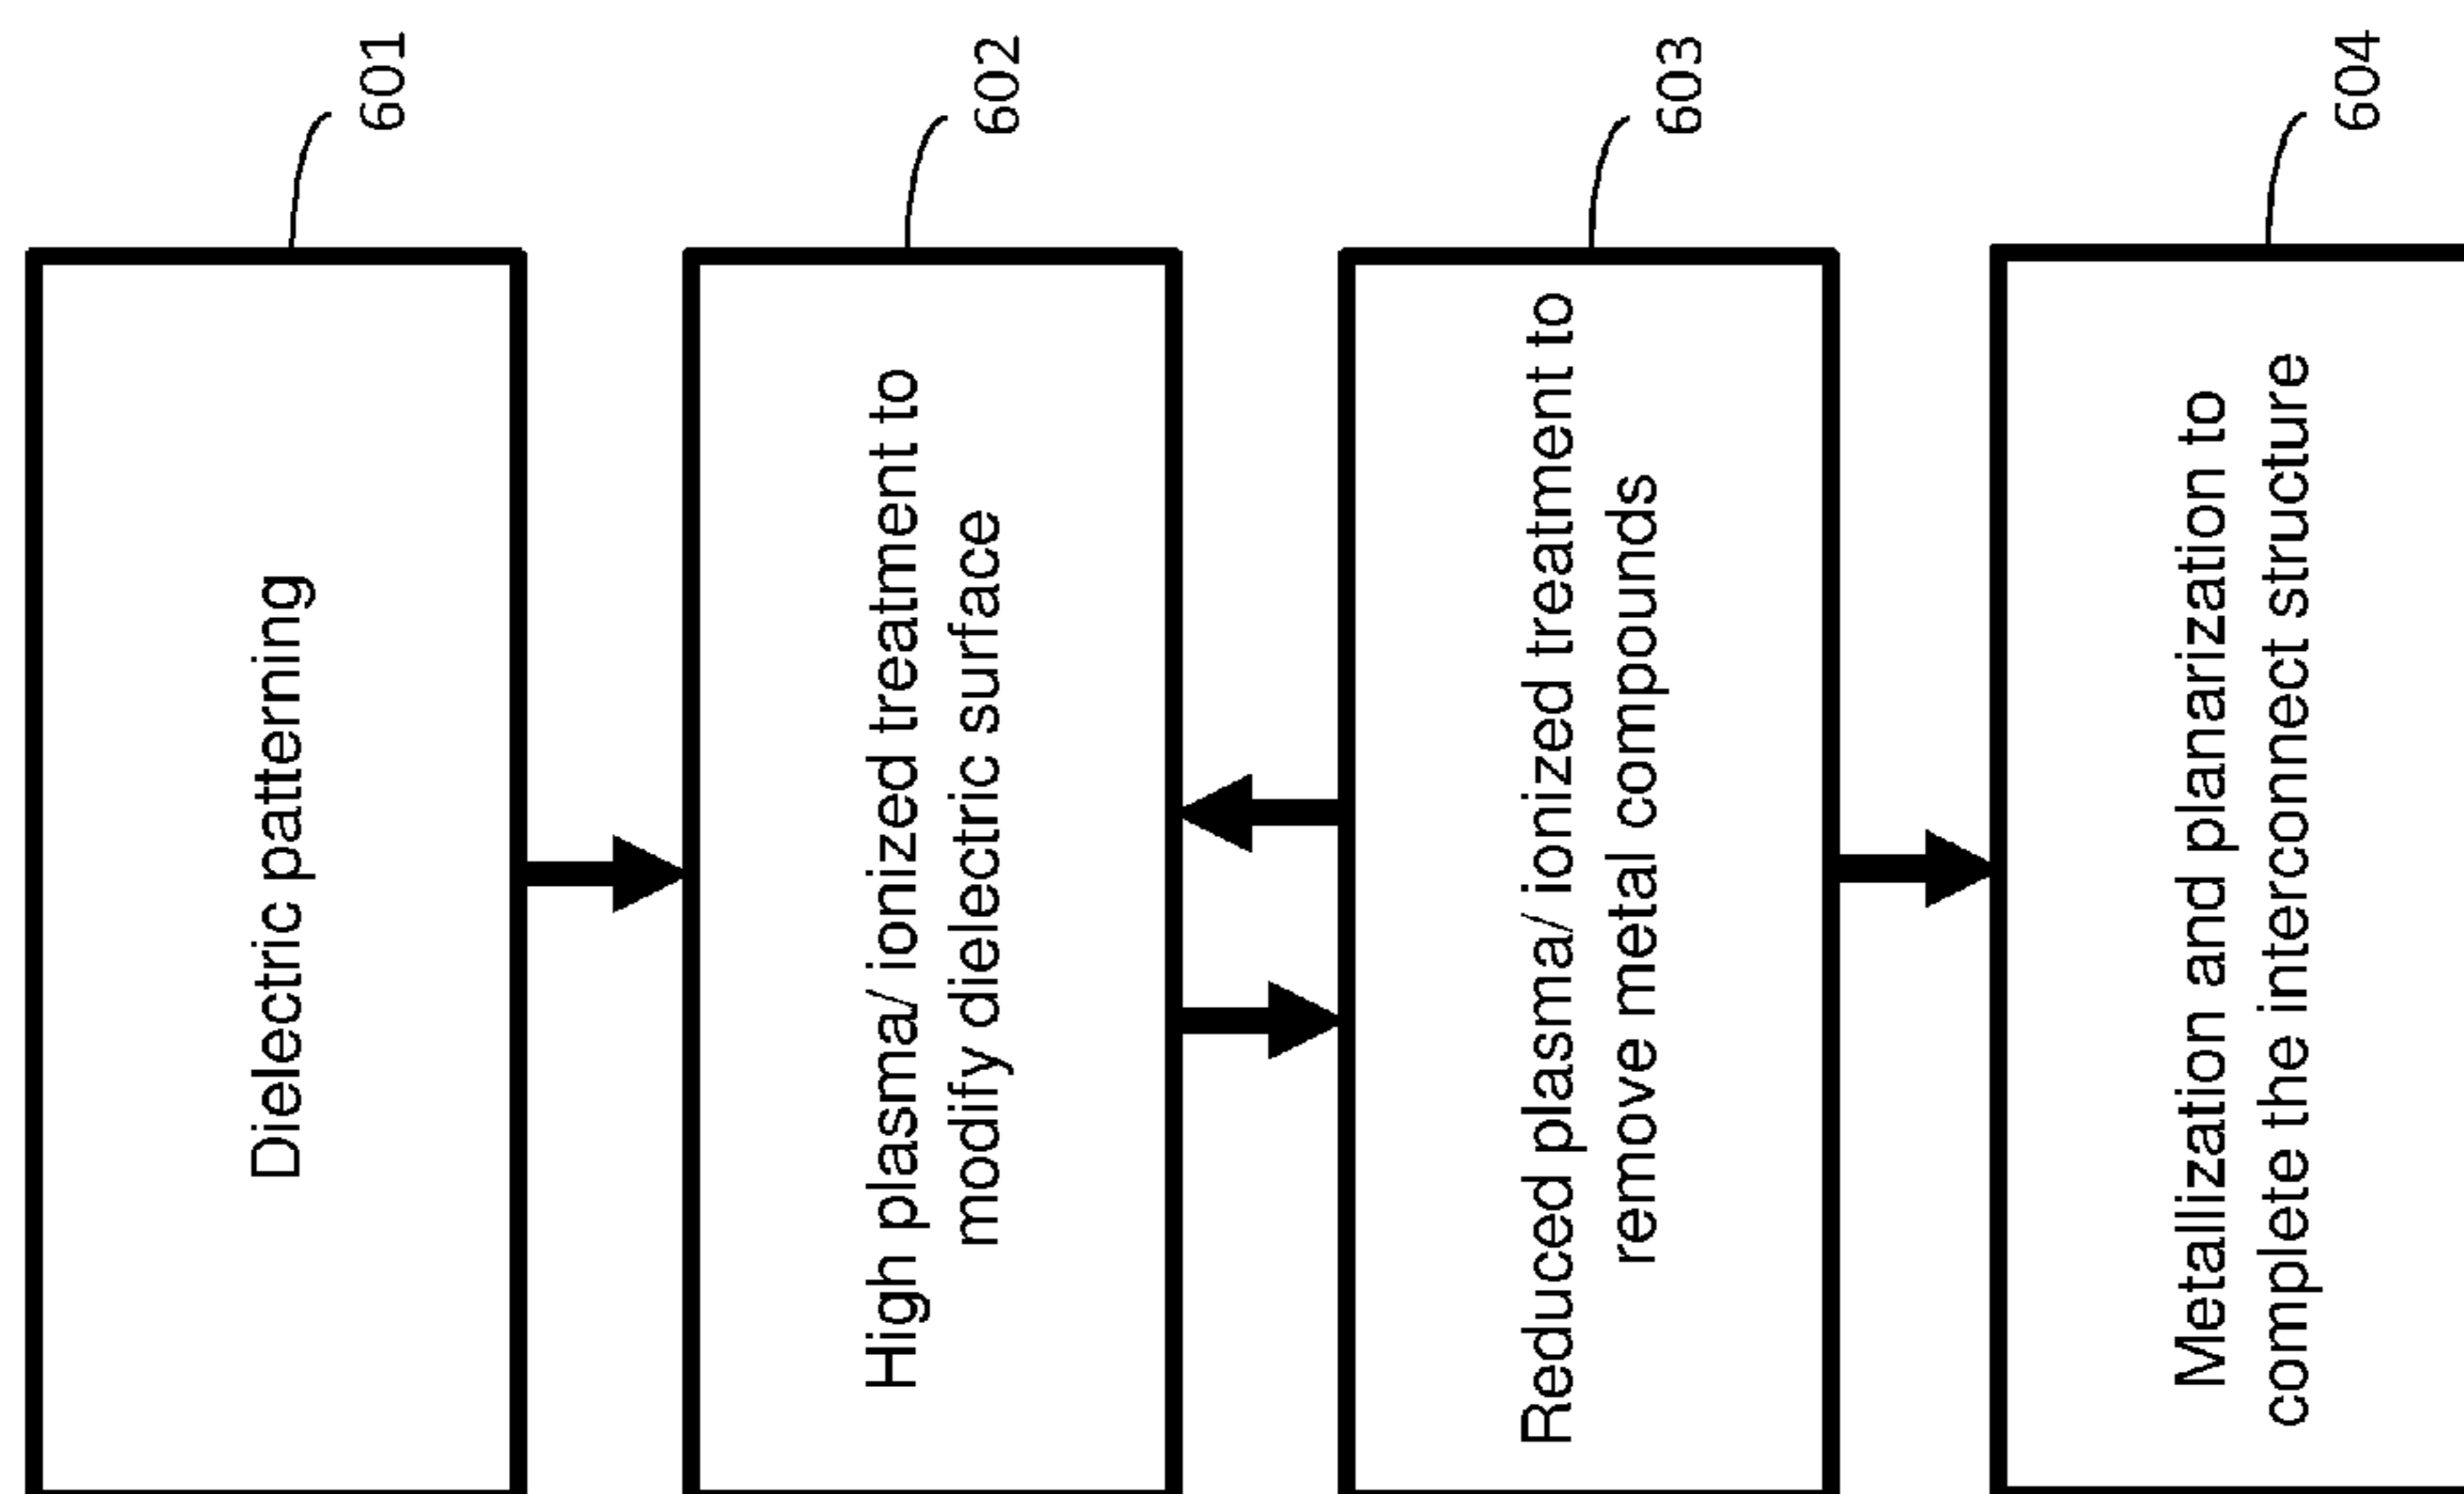 Dielectric patterning
601
High plasma/ ionized treatment to
modify dielectric surface
602
Reduced plasma/ ionized treatment to
remove metal compounds
603
Metallization and planarization to
complete the interconnect structure
604